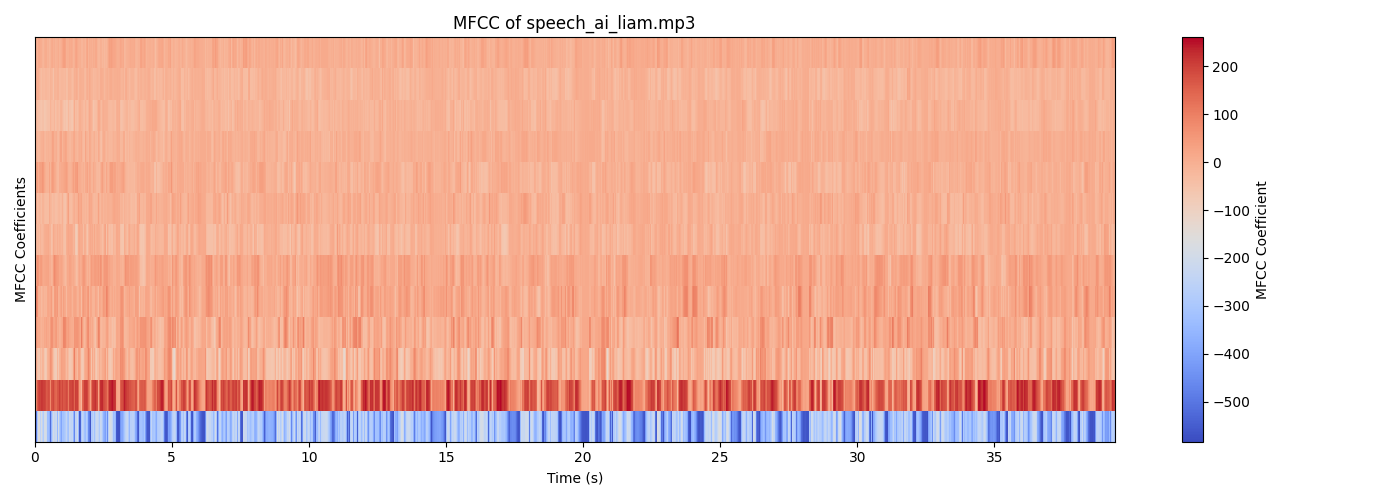 MFCC of speech_ai_liam.mp3
MFCC Coefficients
200
100
0
−100
−200
−300
−400
−500
MFCC Coefficient
0 5 10 15 20 25 30 35
Time (s)